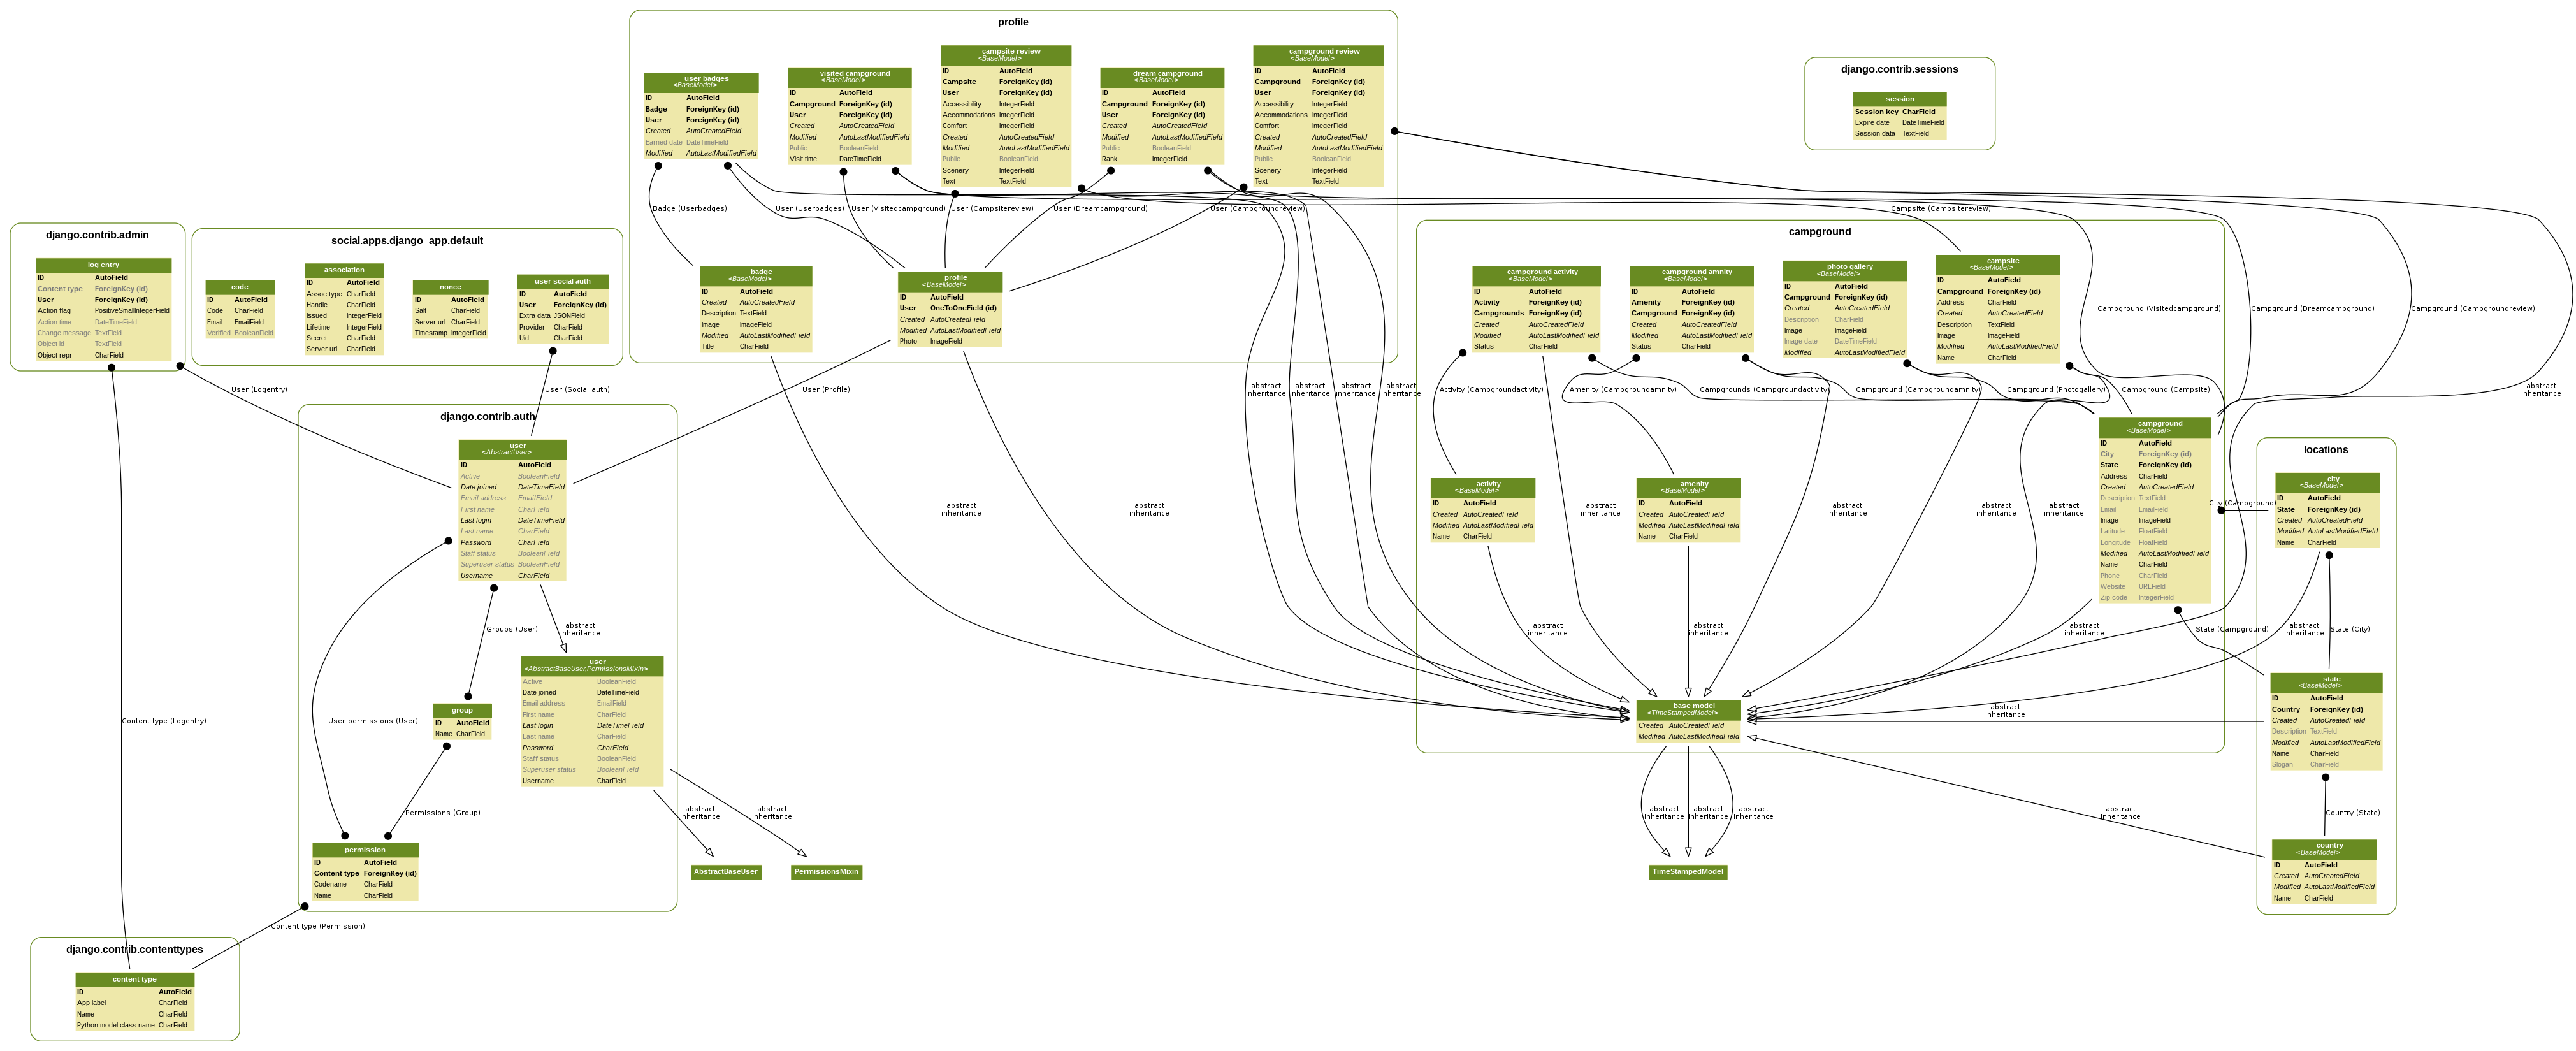 profile
user badges
<BaseModel>
ID AutoField
Badge ForeignKey (id)
User ForeignKey (id)
Created AutoCreatedField
Earned date DateTimeField
Modified AutoLastModifiedField
visited campground
<BaseModel>
ID AutoField
Campground ForeignKey (id)
User ForeignKey (id)
Created AutoCreatedField
Modified AutoLastModifiedField
Public BooleanField
Visit time DateTimeField
campsite review
<BaseModel>
ID AutoField
Campsite ForeignKey (id)
User ForeignKey (id)
Accessibility IntegerField
Accommodations IntegerField
Comfort IntegerField
Created AutoCreatedField
Modified AutoLastModifiedField
Public BooleanField
Scenery IntegerField
Text TextField
dream campground
<BaseModel>
ID AutoField
Campground ForeignKey (id)
User ForeignKey (id)
Created AutoCreatedField
Modified AutoLastModifiedField
Public BooleanField
Rank IntegerField
campground review
<BaseModel>
ID AutoField
Campground ForeignKey (id)
User ForeignKey (id)
Accessibility IntegerField
Accommodations IntegerField
Comfort IntegerField
Created AutoCreatedField
Modified AutoLastModifiedField
Public BooleanField
Scenery IntegerField
Text TextField
django.contrib.sessions
session
Session key CharField
Expire date DateTimeField
Session data TextField
Badge (Userbadges)
User (Userbadges)
User (Visitedcampground)
User (Campsitereview)
User (Dreamcampground)
User (Campgroundreview)
Campsite (Campsitereview)
badge
<BaseModel>
ID AutoField
Created AutoCreatedField
Description TextField
Image ImageField
Modified AutoLastModifiedField
Title CharField
profile
<BaseModel>
ID AutoField
User OneToOneField (id)
Created AutoCreatedField
Modified AutoLastModifiedField
Photo ImageField
django.contrib.admin
log entry
ID AutoField
Content type ForeignKey (id)
User ForeignKey (id)
Action flag PositiveSmallIntegerField
Action time DateTimeField
Change message TextField
Object id TextField
Object repr CharField
social.apps.django_app.default
code
ID AutoField
Code CharField
Email EmailField
Verified BooleanField
association
ID AutoField
Assoc type CharField
Handle CharField
Issued IntegerField
Lifetime IntegerField
Secret CharField
Server url CharField
nonce
ID AutoField
Salt CharField
Server url CharField
Timestamp IntegerField
user social auth
ID AutoField
User ForeignKey (id)
Extra data JSONField
Provider CharField
Uid CharField
campground
campground activity
<BaseModel>
ID AutoField
Activity ForeignKey (id)
Campgrounds ForeignKey (id)
Created AutoCreatedField
Modified AutoLastModifiedField
Status CharField
campground amnity
<BaseModel>
ID AutoField
Amenity ForeignKey (id)
Campground ForeignKey (id)
Created AutoCreatedField
Modified AutoLastModifiedField
Status CharField
photo gallery
<BaseModel>
ID AutoField
Campground ForeignKey (id)
Created AutoCreatedField
Description CharField
Image ImageField
Image date DateTimeField
Modified AutoLastModifiedField
campsite
<BaseModel>
ID AutoField
Campground ForeignKey (id)
Address CharField
Created AutoCreatedField
Description TextField
Image ImageField
Modified AutoLastModifiedField
Name CharField
Campground (Visitedcampground)
Campground (Dreamcampground)
Campground (Campgroundreview)
User (Logentry)
User (Social auth)
User (Profile)
abstract
inheritance
abstract
inheritance
abstract
inheritance
abstract
inheritance
Activity (Campgroundactivity)
Amenity (Campgroundamnity)
Campgrounds (Campgroundactivity)
Campground (Campgroundamnity)
Campground (Photogallery)
Campground (Campsite)
abstract
inheritance
django.contrib.auth
user
<AbstractUser>
ID AutoField
Active BooleanField
Date joined DateTimeField
Email address EmailField
First name CharField
Last login DateTimeField
Last name CharField
Password CharField
Staff status BooleanField
Superuser status BooleanField
Username CharField
abstract
inheritance
abstract
inheritance
activity
<BaseModel>
ID AutoField
Created AutoCreatedField
Modified AutoLastModifiedField
Name CharField
abstract
inheritance
amenity
<BaseModel>
ID AutoField
Created AutoCreatedField
Modified AutoLastModifiedField
Name CharField
abstract
inheritance
abstract
inheritance
abstract
inheritance
campground
<BaseModel>
ID AutoField
City ForeignKey (id)
State ForeignKey (id)
Address CharField
Created AutoCreatedField
Description TextField
Email EmailField
Image ImageField
Latitude FloatField
Longitude FloatField
Modified AutoLastModifiedField
Name CharField
Phone CharField
Website URLField
Zip code IntegerField
City (Campground)
locations
city
<BaseModel>
ID AutoField
State ForeignKey (id)
Created AutoCreatedField
Modified AutoLastModifiedField
Name CharField
Groups (User)
abstract
inheritance
abstract
inheritance
abstract
inheritance
abstract
inheritance
State (Campground)
abstract
inheritance
State (City)
user
<AbstractBaseUser,PermissionsMixin>
Active BooleanField
Date joined DateTimeField
Email address EmailField
First name CharField
Last login DateTimeField
Last name CharField
Password CharField
Staff status BooleanField
Superuser status BooleanField
Username CharField
Content type (Logentry)
User permissions (User)
group
ID AutoField
Name CharField
base model
<TimeStampedModel>
Created AutoCreatedField
Modified AutoLastModifiedField
abstract
inheritance
state
<BaseModel>
ID AutoField
Country ForeignKey (id)
Created AutoCreatedField
Description TextField
Modified AutoLastModifiedField
Name CharField
Slogan CharField
Permissions (Group)
abstract
inheritance
abstract
inheritance
abstract
inheritance
abstract
inheritance
abstract
inheritance
abstract
inheritance
Country (State)
permission
ID AutoField
Content type ForeignKey (id)
Codename CharField
Name CharField
AbstractBaseUser
PermissionsMixin
TimeStampedModel
country
<BaseModel>
ID AutoField
Created AutoCreatedField
Modified AutoLastModifiedField
Name CharField
Content type (Permission)
django.contrib.contenttypes
content type
ID AutoField
App label CharField
Name CharField
Python model class name CharField